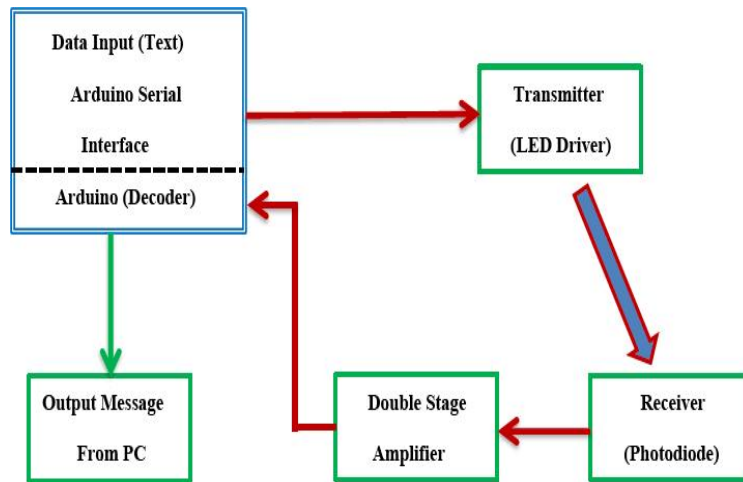 Data Input (Text)
Arduino Serial
Interface
Arduino (Decoder)
Transmitter
(LED Driver)
Output Message
From PC
Double Stage
Amplifier
Receiver
(Photodiode)